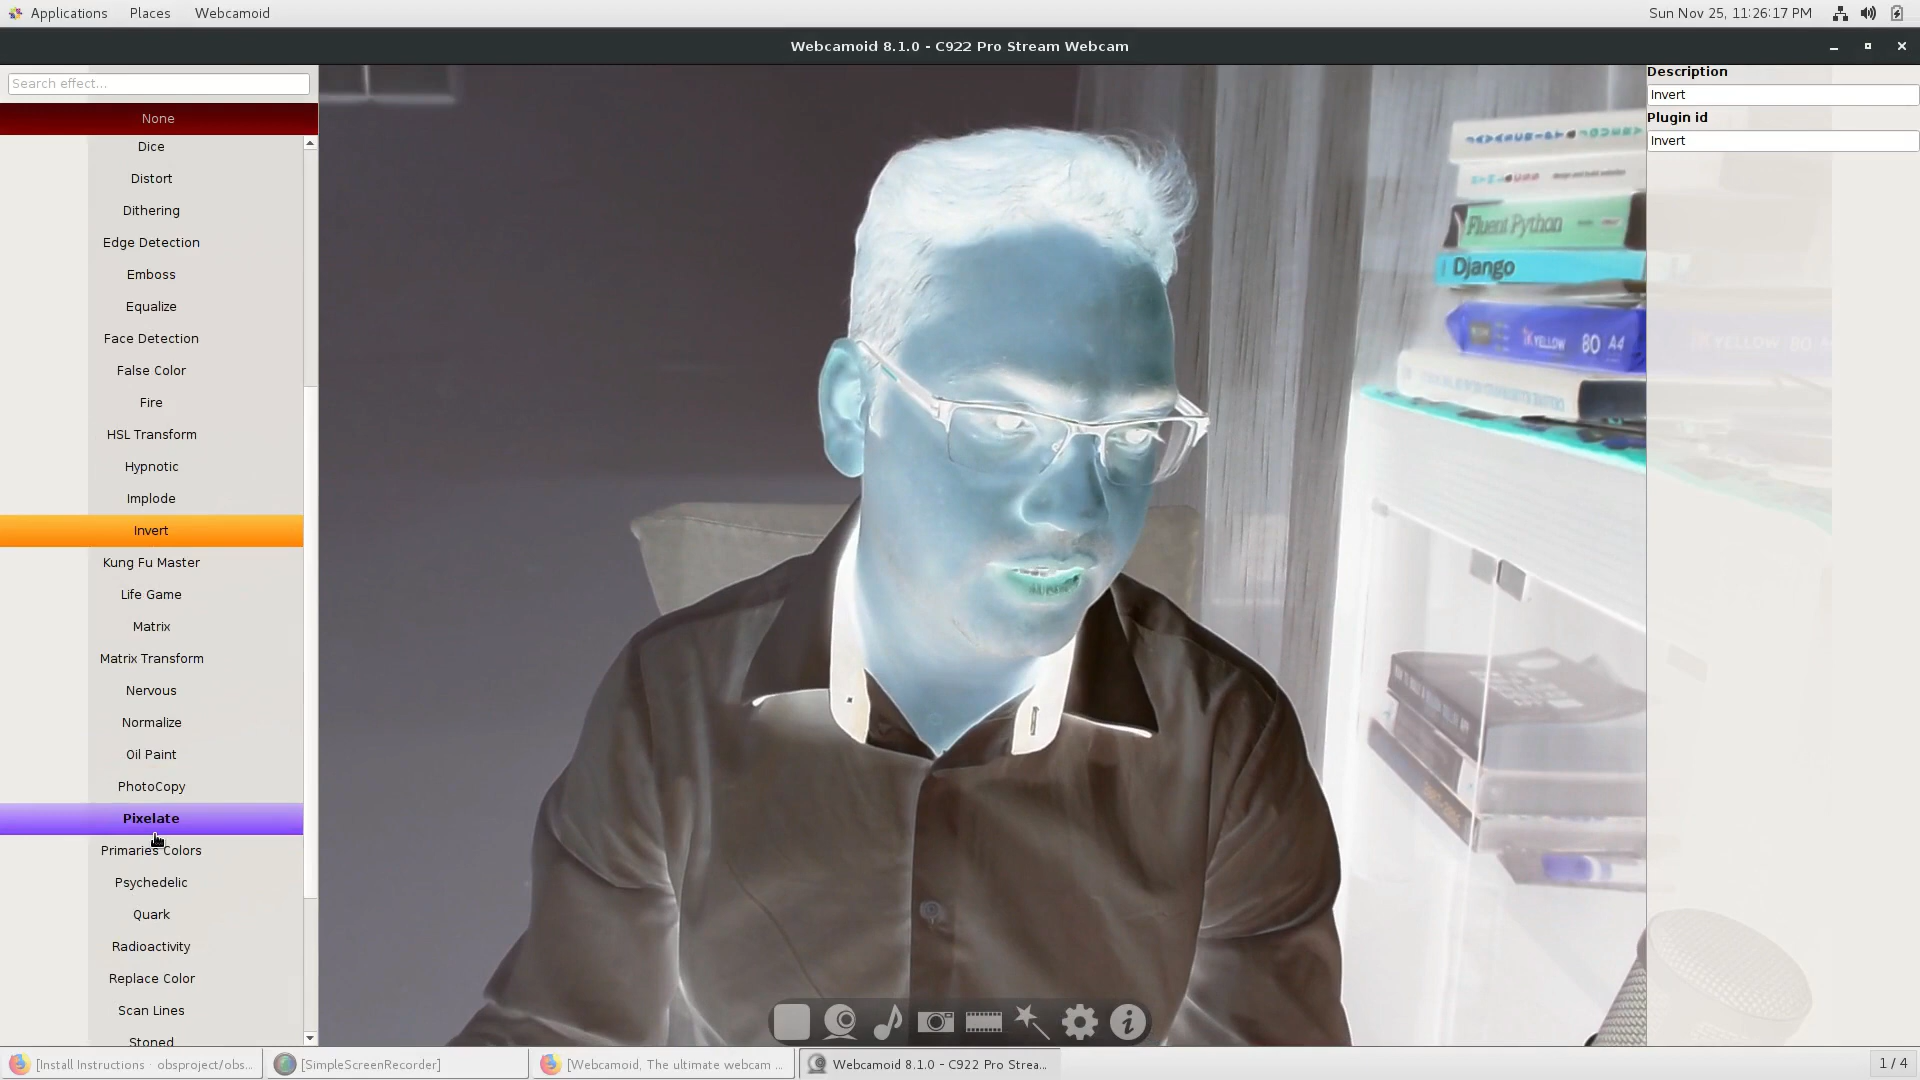 Applications Places Webcamoid Sun Nov 25, 11:26:17 PM
Webcamoid 8.1.0 - C922 Pro Stream Webcam
Search effect...
None
Dice
Distort
Dithering
Edge Detection
Emboss
Equalize
Face Detection
False Color
Fire
HSL Transform
Hypnotic
Implode
Invert
Kung Fu Master
Life Game
Matrix
Matrix Transform
Nervous
Normalize
Oil Paint
PhotoCopy
Pixelate
Primaries Colors
Psychedelic
Quark
Radioactivity
Replace Color
Scan Lines
Stoned
Fluent Python
Django
YELLOW 80 A4
Description
Invert
Plugin id
Invert
[Install Instructions · obsproject/obs... [SimpleScreenRecorder] [Webcamoid, The ultimate webcam ... Webcamoid 8.1.0 - C922 Pro Strea... 1 / 4